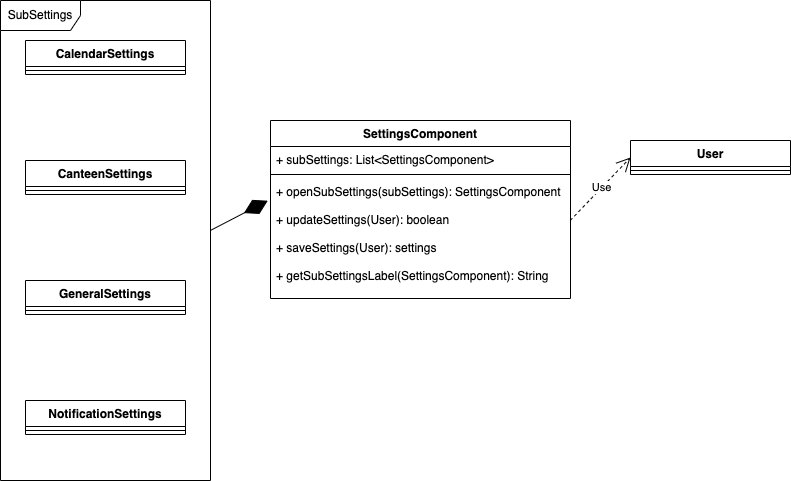 SubSettings
CalendarSettings
CanteenSettings
GeneralSettings
NotificationSettings
SettingsComponent
+ subSettings: List<SettingsComponent>
+ openSubSettings(subSettings): SettingsComponent
+ updateSettings(User): boolean
+ saveSettings(User): settings
+ getSubSettingsLabel(SettingsComponent): String
Use
User